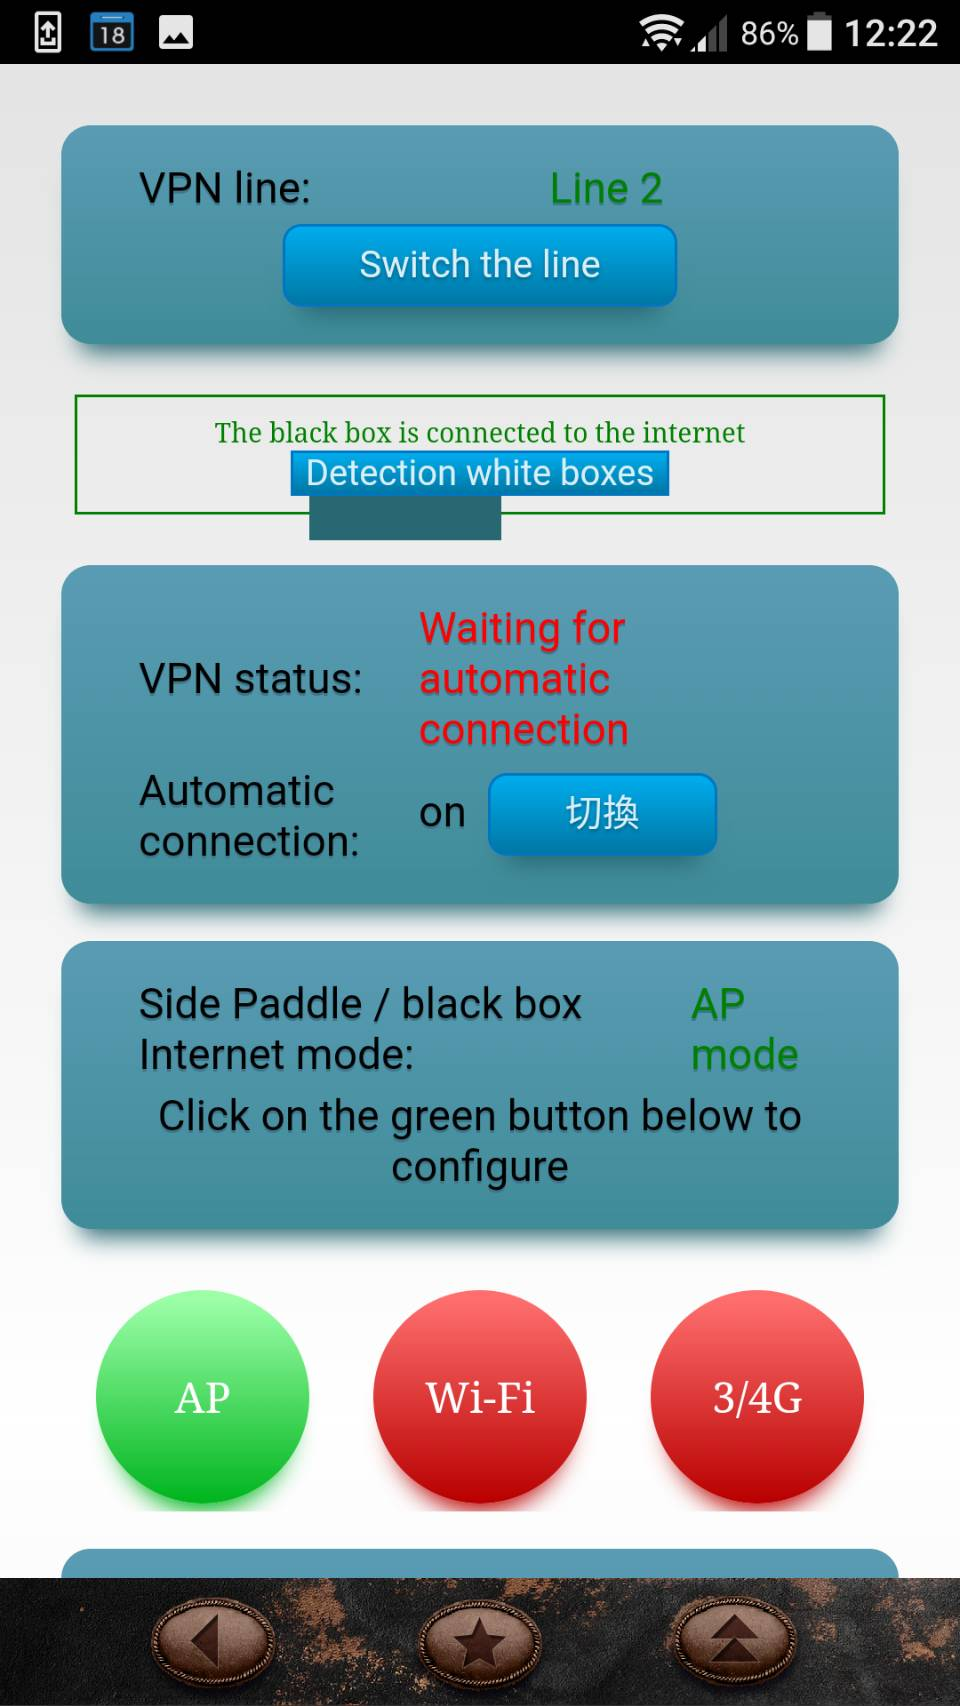 18
86%
12:22
VPN line:
Line 2
Switch the line
The black box is connected to the internet
Detection white boxes
VPN status:
Waiting for
automatic
connection
Automatic
connection:
on
切換
Side Paddle / black box
Internet mode:
AP
mode
Click on the green button below to
configure
AP
Wi-Fi
3/4G